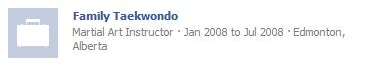 Family Taekwondo
Martial Art Instructor · Jan 2008 to Jul 2008 · Edmonton,
Alberta